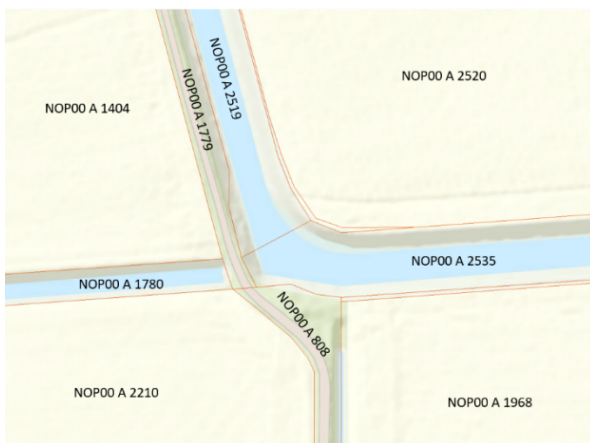 NOP00 A 2520
NOP00 A 1404
NOP00 A 1779
NOP00 A 2519
NOP00 A 2535
NOP00 A 1780
NOP00 A 808
NOP00 A 2210
NOP00 A 1968